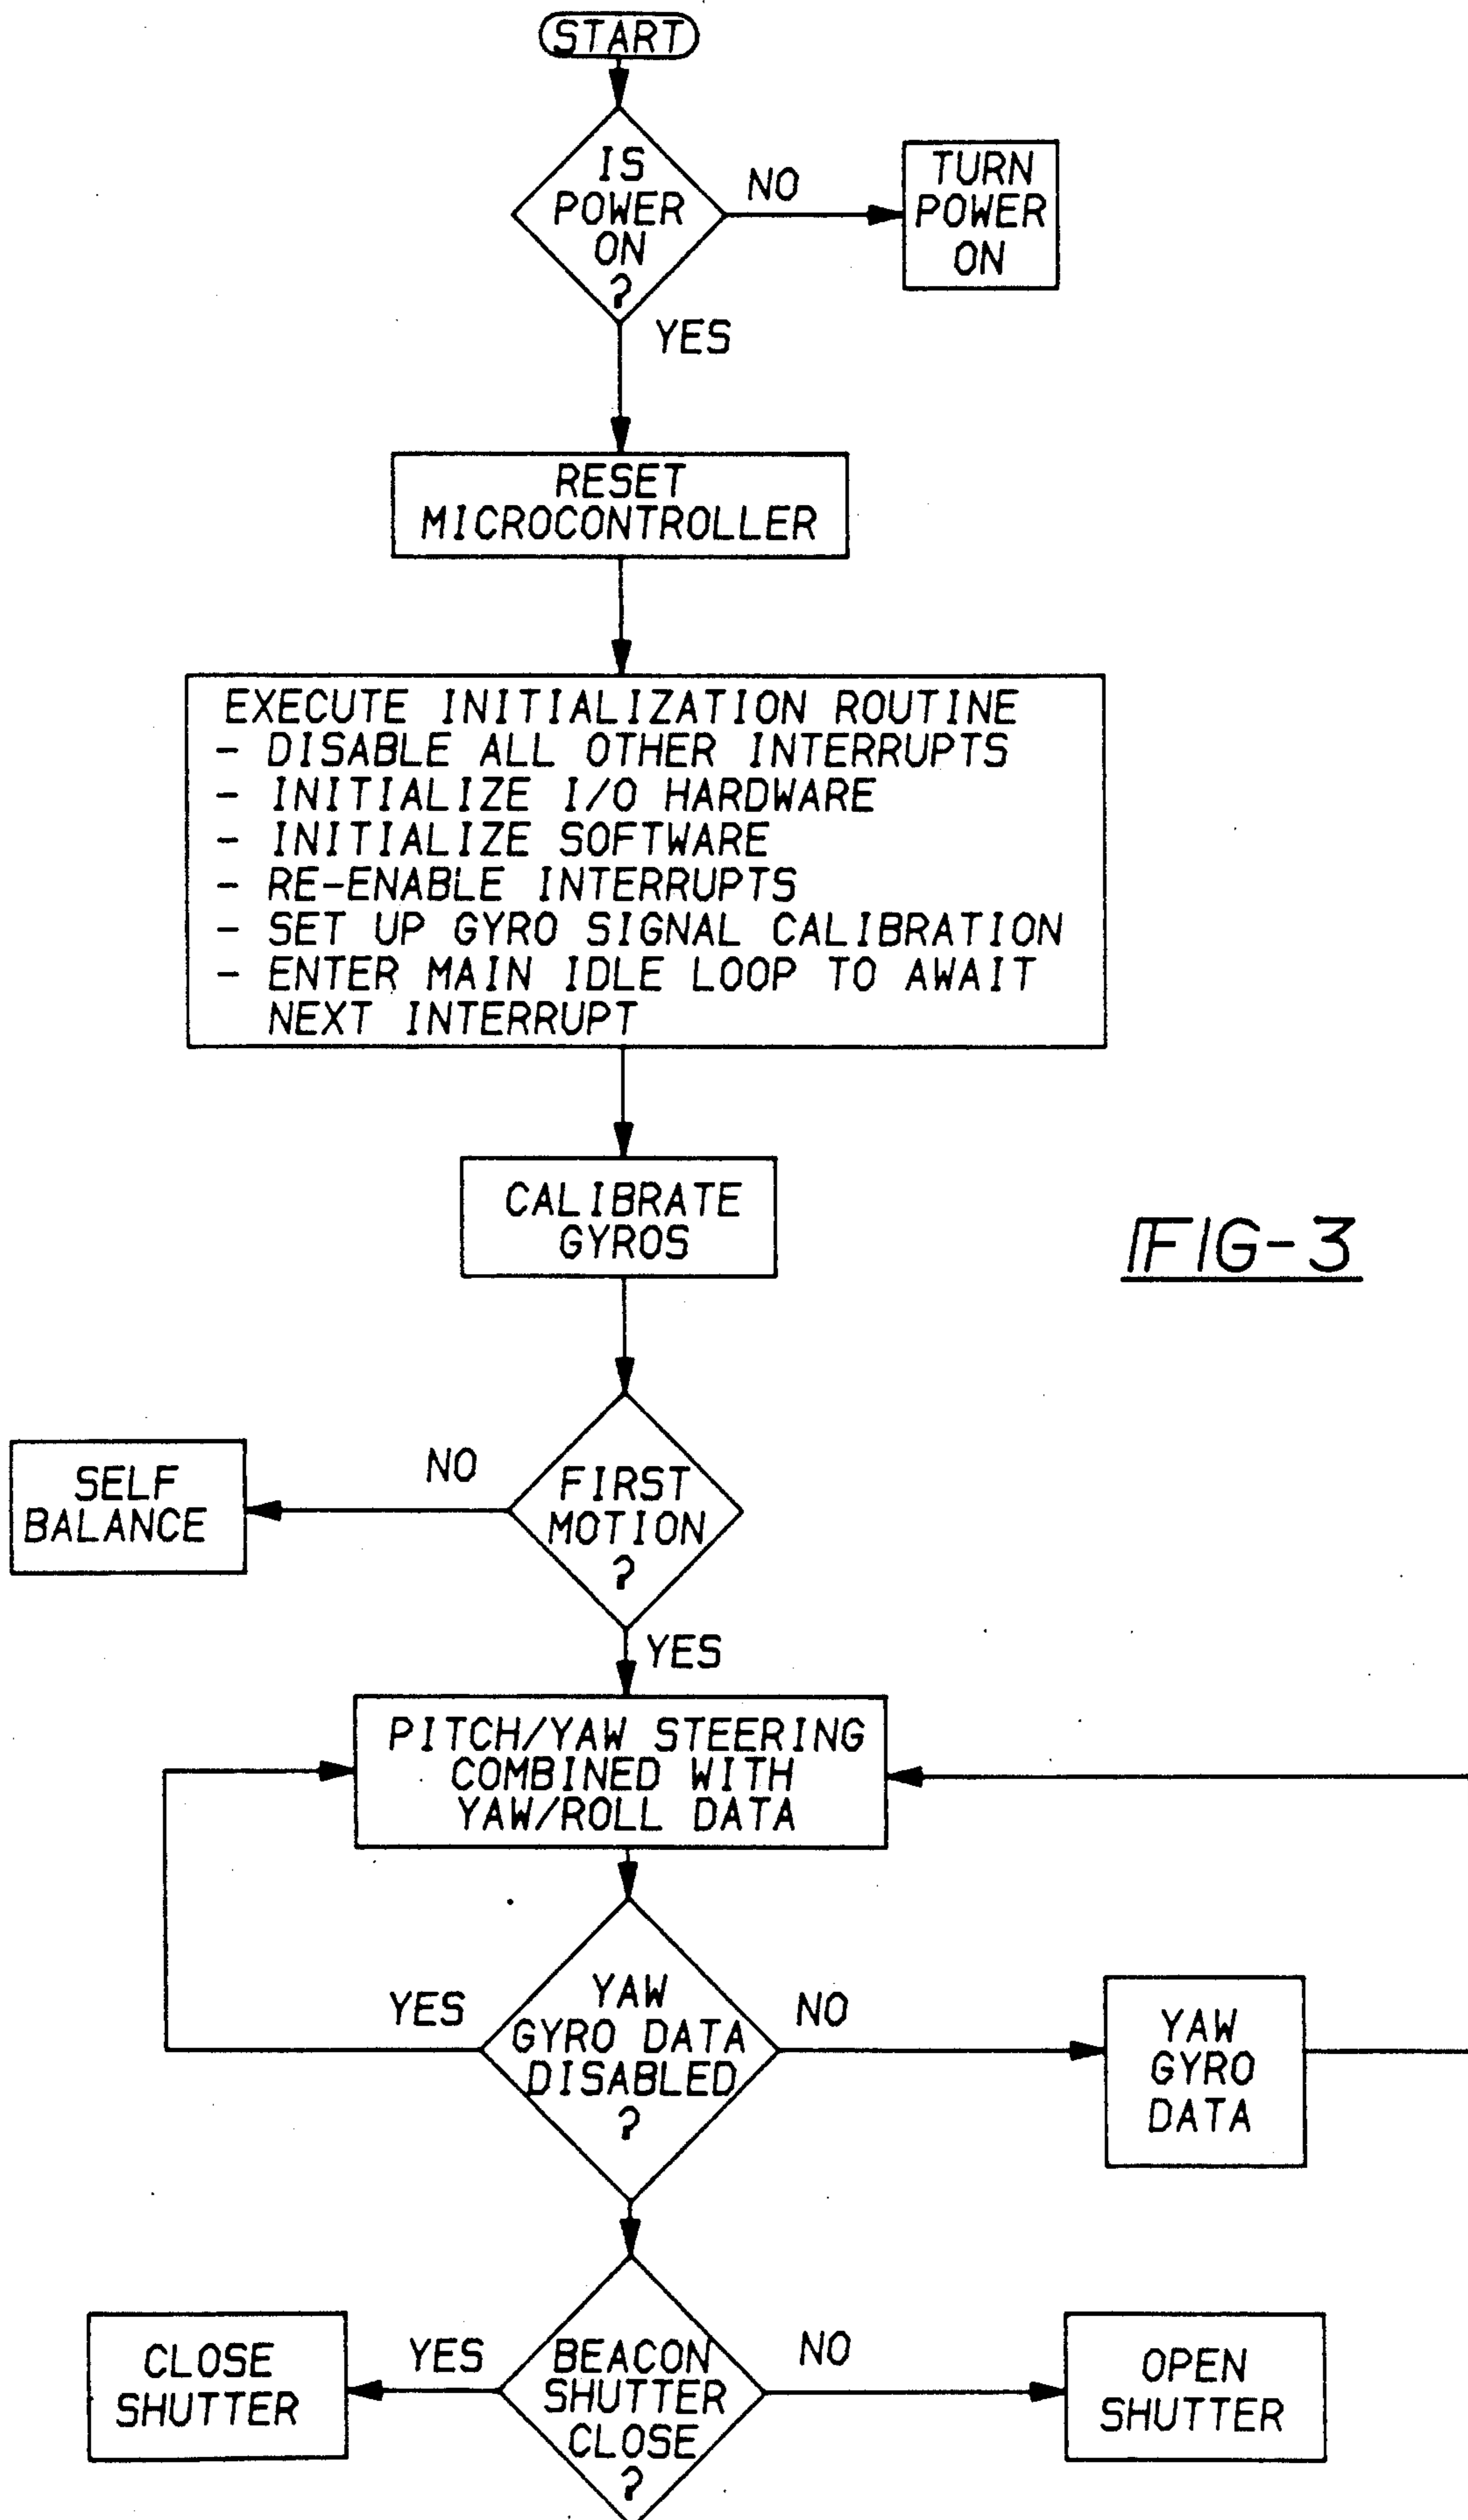 START
IS
POWER
ON
?
NO
TURN
POWER
ON
YES
RESET
MICROCONTROLLER
EXECUTE INITIALIZATION ROUTINE
- DISABLE ALL OTHER INTERRUPTS
- INITIALIZE I/O HARDWARE
- INITIALIZE SOFTWARE
- RE-ENABLE INTERRUPTS
- SET UP GYRO SIGNAL CALIBRATION
- ENTER MAIN IDLE LOOP TO AWAIT
NEXT INTERRUPT
CALIBRATE
GYROS
FIG-3
SELF
BALANCE
NO
FIRST
MOTION
?
YES
PITCH/YAW STEERING
COMBINED WITH
YAW/ROLL DATA
YES
YAW
GYRO DATA
DISABLED
?
NO
YAW
GYRO
DATA
CLOSE
SHUTTER
YES
BEACON
SHUTTER
CLOSE
?
NO
OPEN
SHUTTER